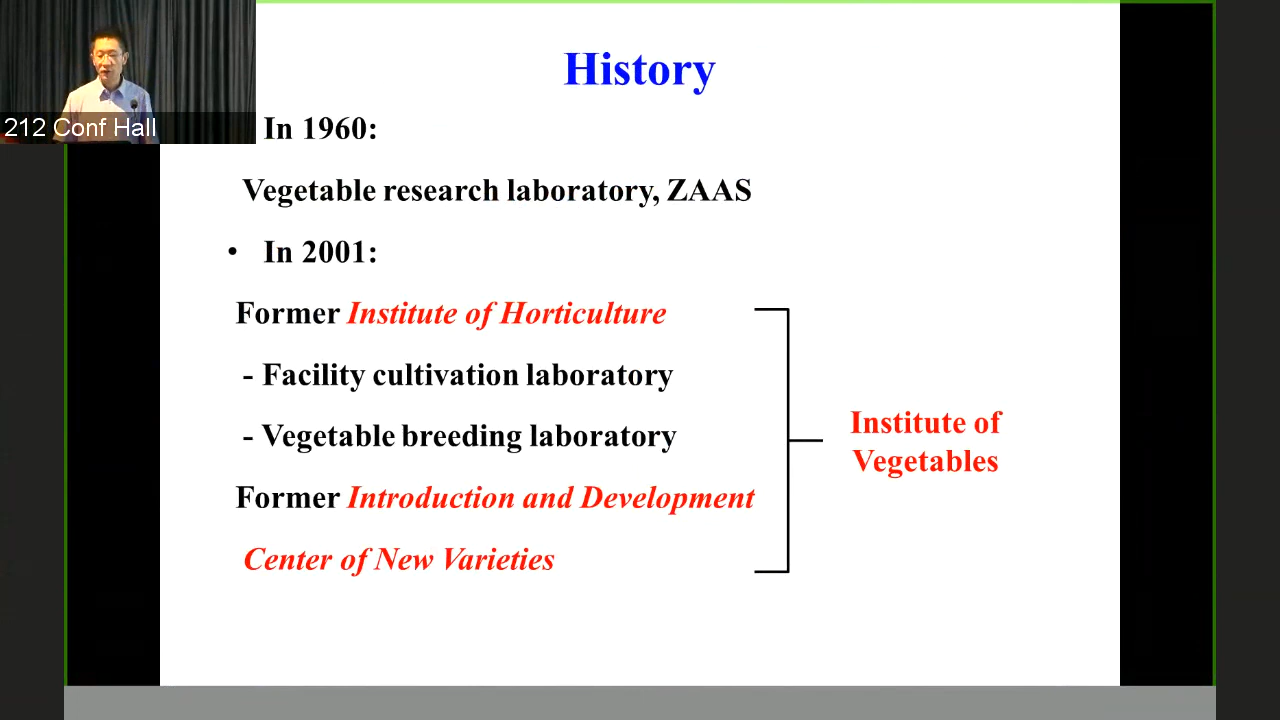 History
212 Conf Hall
In 1960:
Vegetable research laboratory, ZAAS
• In 2001:
Former Institute of Horticulture
- Facility cultivation laboratory
- Vegetable breeding laboratory
Former Introduction and Development
Center of New Varieties
Institute of
Vegetables